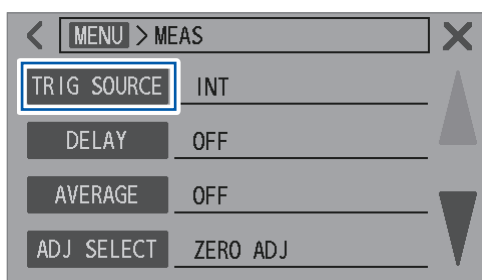 < MENU > MEAS
TRIG SOURCE INT
DELAY OFF
AVERAGE OFF
ADJ SELECT ZERO ADJ